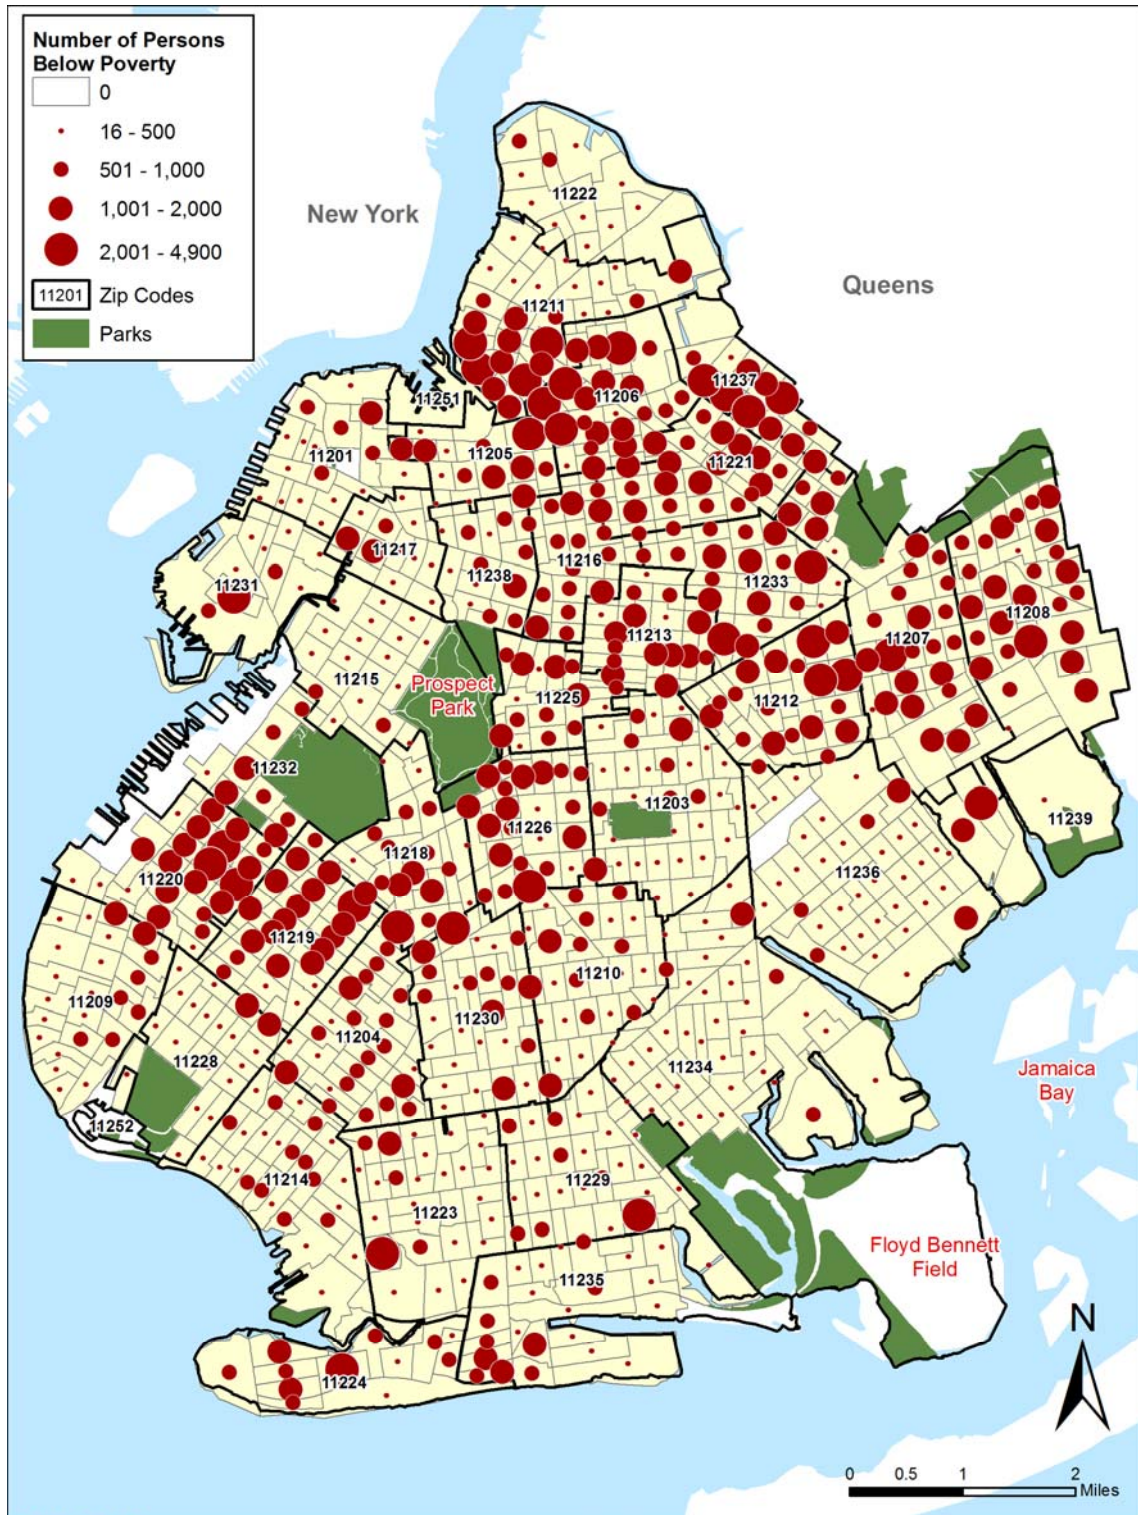 Number of Persons
Below Poverty
0
16 - 500
501 - 1,000
1,001 - 2,000
2,001 - 4,900
11201 Zip Codes
Parks
New York
Queens
11222
11211
11237
11206
11251
11201
11205
11221
11217
11216
11238
11233
11231
11208
11213
11207
11215
Prospect
Park
11225
11212
11232
11203
11239
11226
11218
11236
11220
11219
11210
11209
11230
11204
11228
11234
Jamaica
Bay
11252
11214
11229
11223
Floyd Bennett
Field
11235
11224
N
0 0.5 1 2
Miles